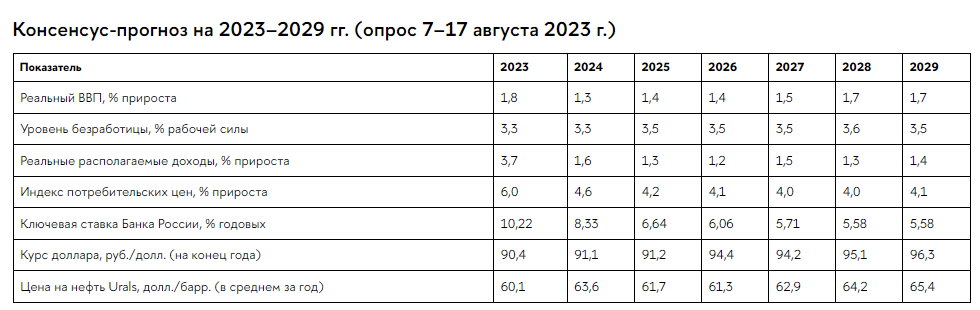 Консенсус-прогноз на 2023–2029 гг. (опрос 7–17 августа 2023 г.)
Показатель 2023 2024 2025 2026 2027 2028 2029
Реальный ВВП, % прироста 1,8 1,3 1,4 1,4 1,5 1,7 1,7
Уровень безработицы, % рабочей силы 3,3 3,3 3,5 3,5 3,5 3,6 3,5
Реальные располагаемые доходы, % прироста 3,7 1,6 1,3 1,2 1,5 1,3 1,4
Индекс потребительских цен, % прироста 6,0 4,6 4,2 4,1 4,0 4,0 4,1
Ключевая ставка Банка России, % годовых 10,22 8,33 6,64 6,06 5,71 5,58 5,58
Курс доллара, руб./долл. (на конец года) 90,4 91,1 91,2 94,4 94,2 95,1 96,3
Цена на нефть Urals, долл./барр. (в среднем за год) 60,1 63,6 61,7 61,3 62,9 64,2 65,4